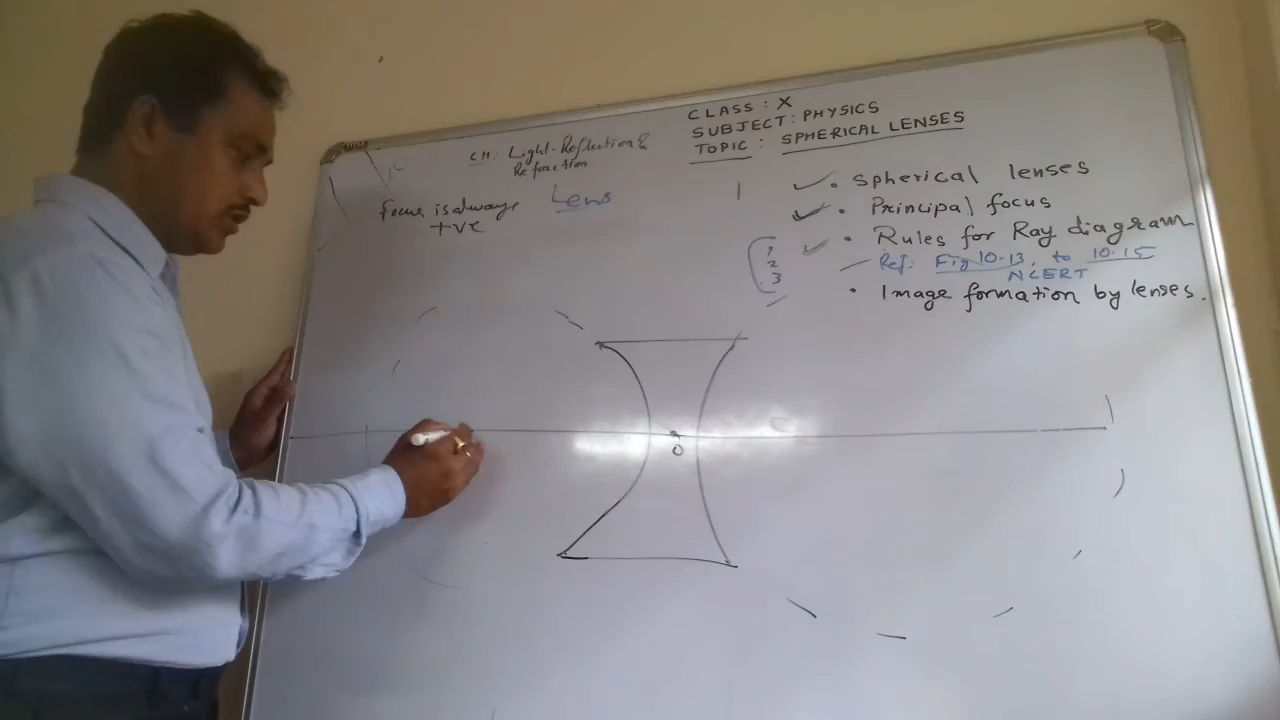 CLASS : X
SUBJECT : PHYSICS
TOPIC : SPHERICAL LENSES
CH: Light-Reflection &
Refraction
Focus is always
+ve
Lens
• Spherical lenses
• Principal focus
• Rules for Ray diagram
Ref: Fig 10.13. to 10.15
NCERT
• Image formation by lenses.
1
2
3
O